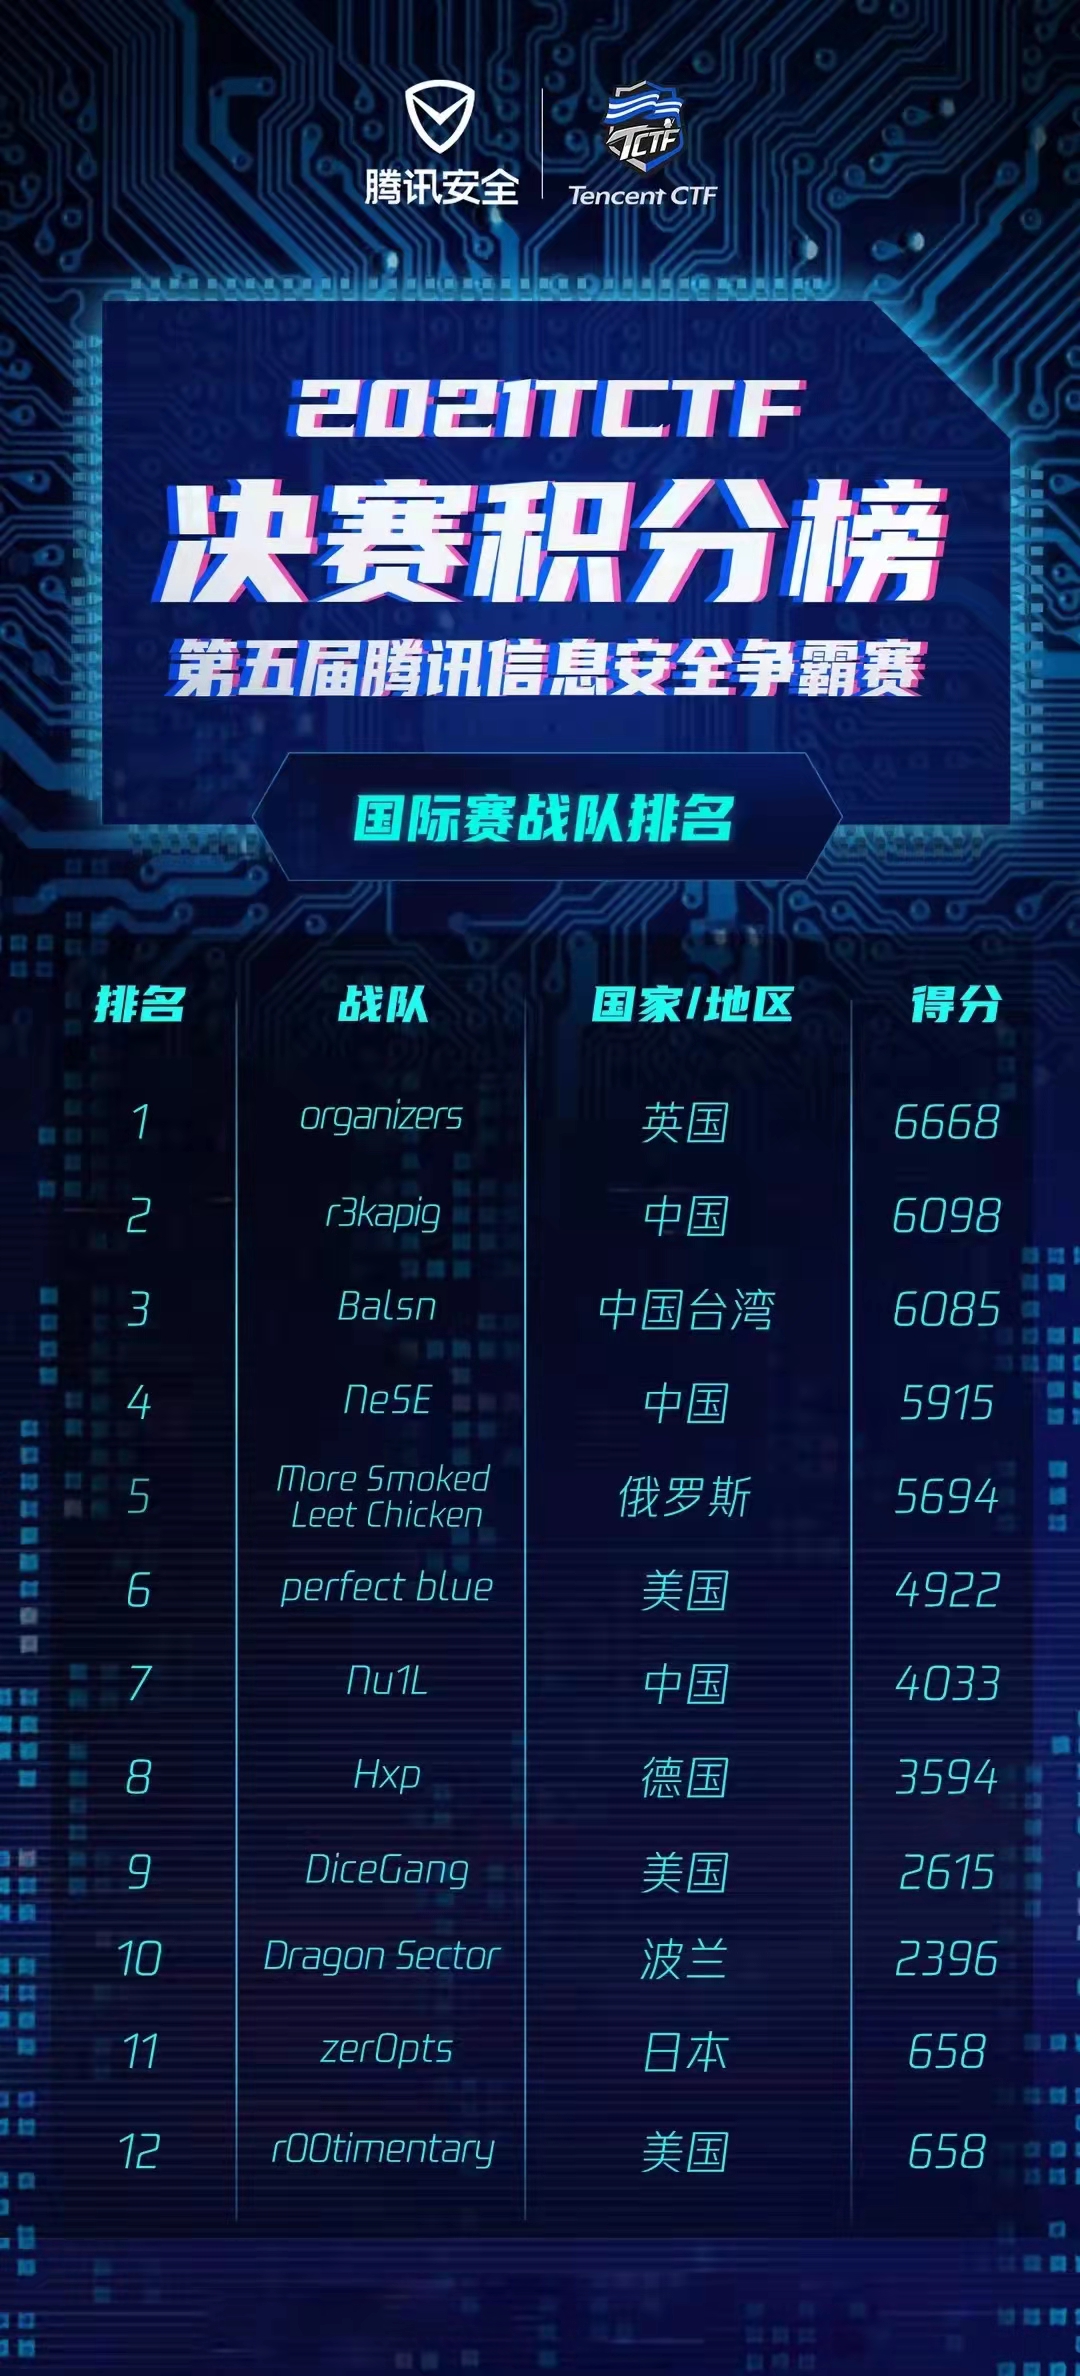 腾讯安全
TCTF
Tencent CTF
2021TCTF
决赛积分榜
第五届腾讯信息安全争霸赛
国际赛战队排名
排名 战队 国家/地区 得分
1 organizers 英国 6668
2 r3kapig 中国 6098
3 Balsn 中国台湾 6085
4 NeSE 中国 5915
5 More Smoked Leet Chicken 俄罗斯 5694
6 perfect blue 美国 4922
7 Nu1L 中国 4033
8 Hxp 德国 3594
9 DiceGang 美国 2615
10 Dragon Sector 波兰 2396
11 zer0pts 日本 658
12 r00timentary 美国 658